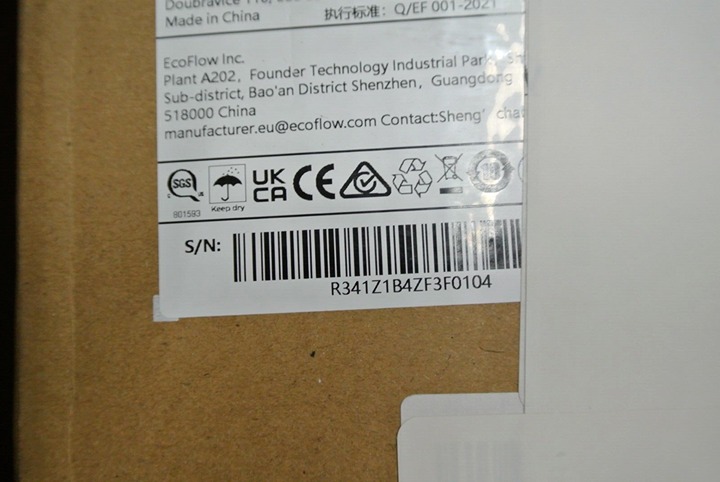 Made in China
执行标准：Q/EF 001-2021
EcoFlow Inc.
Plant A202，Founder Technology Industrial Park,
Sub-district, Bao'an District Shenzhen，Guangdong
518000 China
manufacturer.eu@ecoflow.com Contact:Sheng'
SGS
801593
Keep dry
UK
CA
CE
S/N:
R341Z1B4ZF3F0104